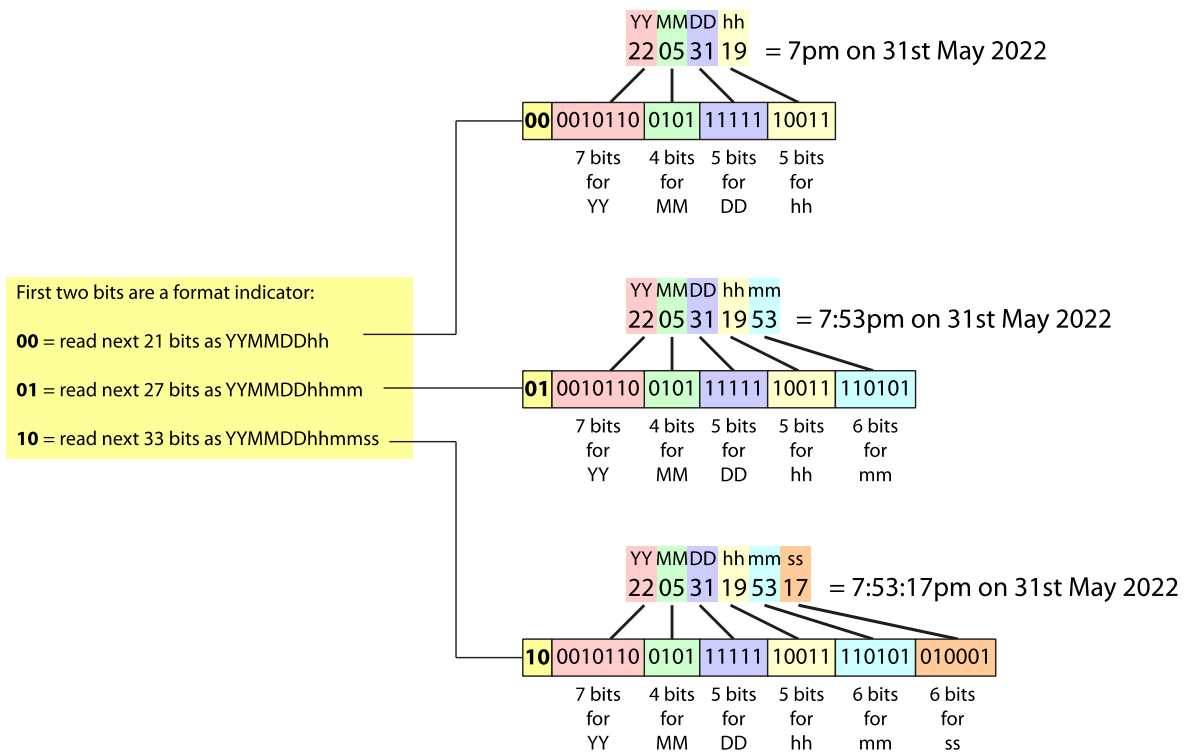 YY MM DD hh
22 05 31 19 = 7pm on 31st May 2022
00 0010110 0101 11111 10011
7 bits 4 bits 5 bits 5 bits
for for for for
YY MM DD hh
First two bits are a format indicator:
00 = read next 21 bits as YYMMDDhh
01 = read next 27 bits as YYMMDDhhmm
10 = read next 33 bits as YYMMDDhhmmss
YY MM DD hh mm
22 05 31 19 53 = 7:53pm on 31st May 2022
01 0010110 0101 11111 10011 110101
7 bits 4 bits 5 bits 5 bits 6 bits
for for for for for
YY MM DD hh mm
YY MM DD hh mm ss
22 05 31 19 53 17 = 7:53:17pm on 31st May 2022
10 0010110 0101 11111 10011 110101 010001
7 bits 4 bits 5 bits 5 bits 6 bits 6 bits
for for for for for for
YY MM DD hh mm ss